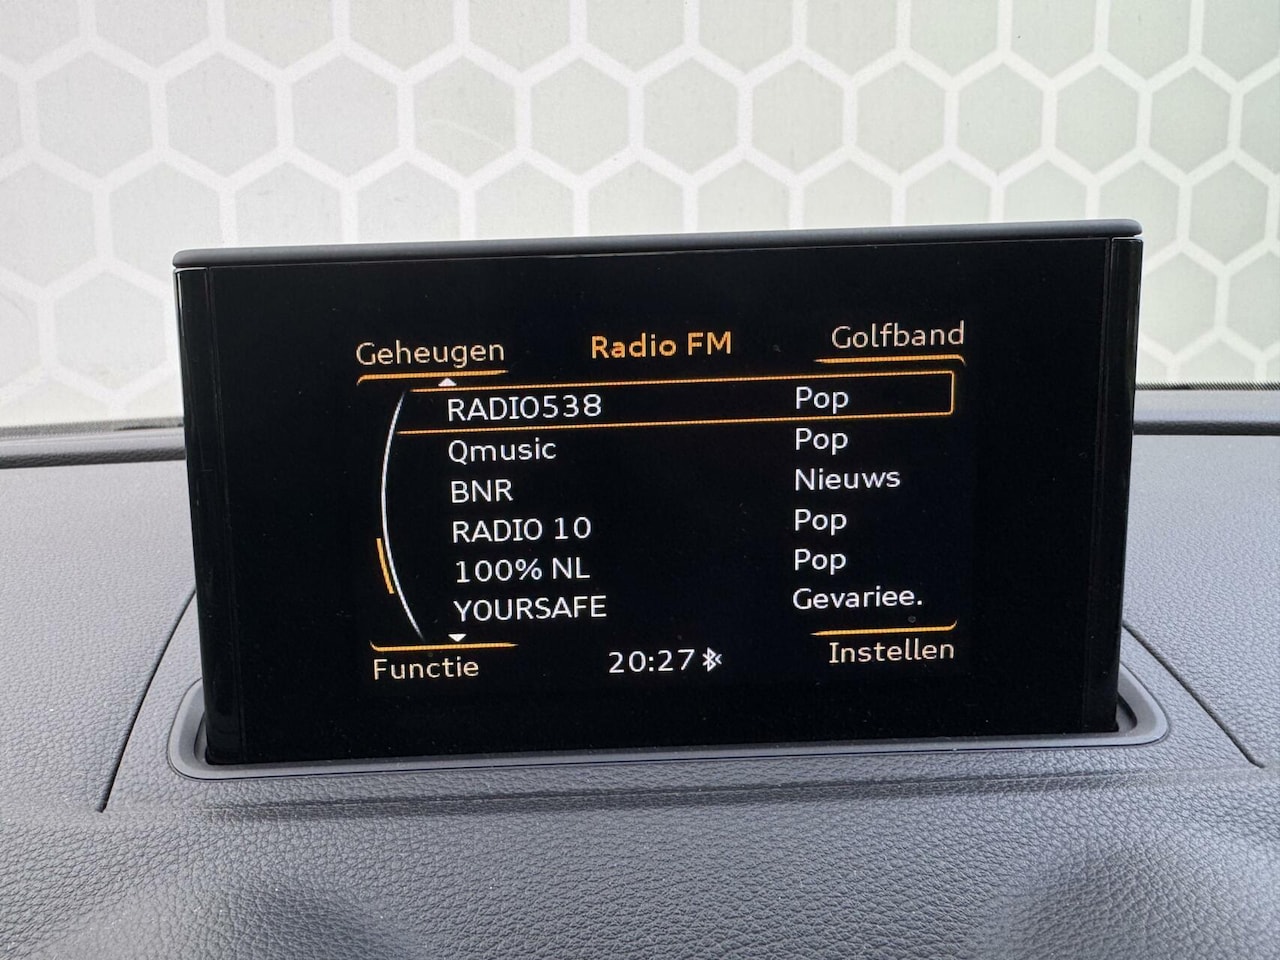 Geheugen Radio FM Golfband
RADIO538 Pop
Qmusic Pop
BNR Nieuws
RADIO 10 Pop
100% NL Pop
YOURSAFE Gevariee.
Functie 20:27 Instellen